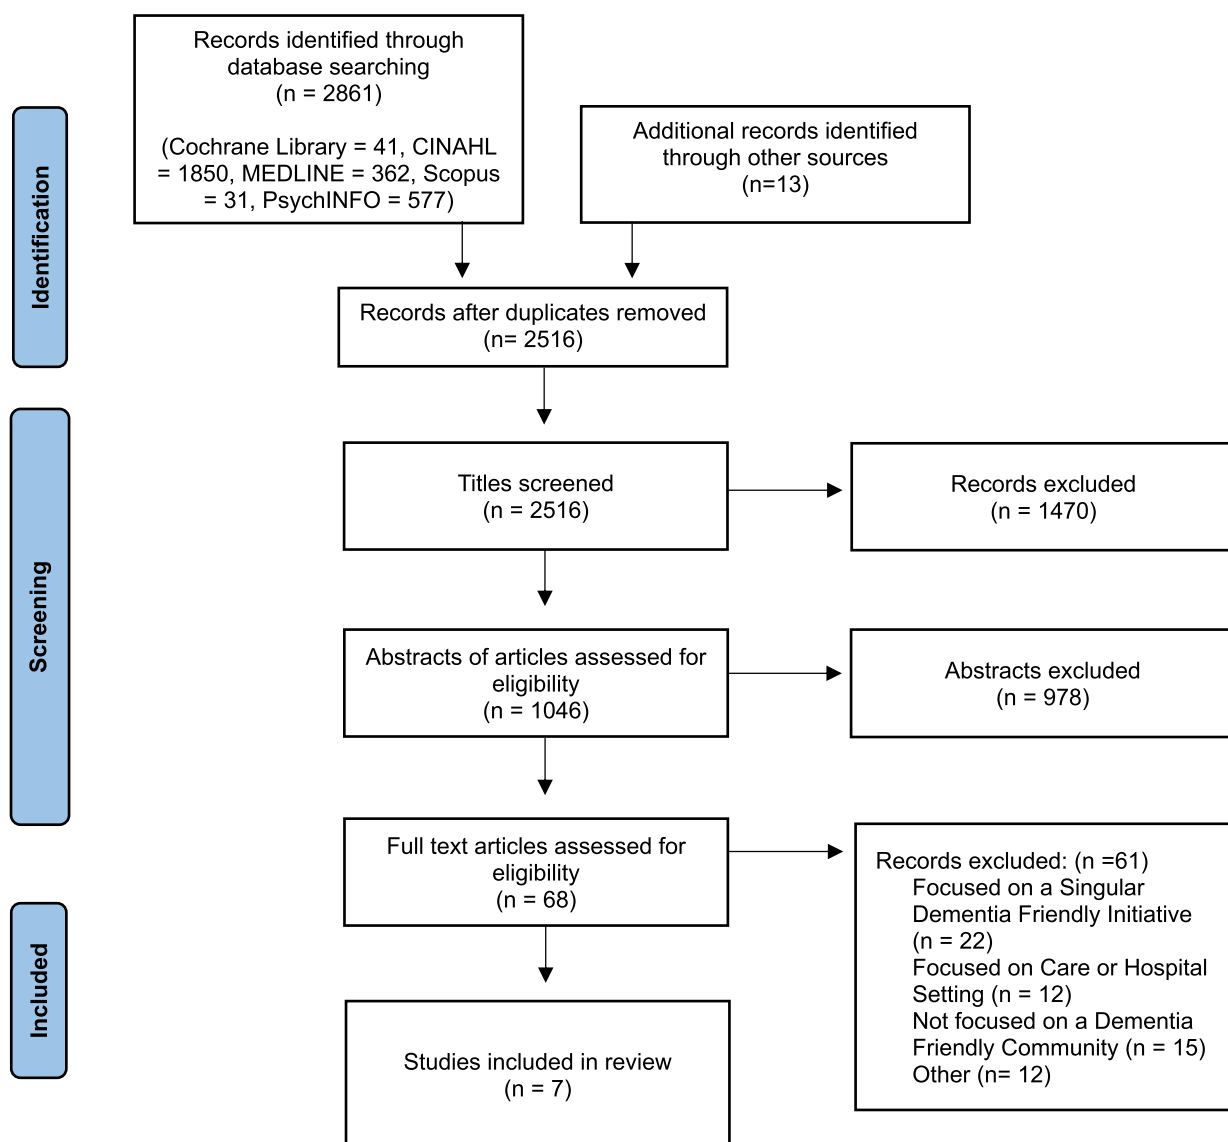 Records identified through
database searching
(n = 2861)
(Cochrane Library = 41, CINAHL
= 1850, MEDLINE = 362, Scopus
= 31, PsychINFO = 577)
Additional records identified
through other sources
(n=13)
Identification
Records after duplicates removed
(n= 2516)
Screening
Titles screened
(n = 2516)
Records excluded
(n = 1470)
Abstracts of articles assessed for
eligibility
(n = 1046)
Abstracts excluded
(n = 978)
Full text articles assessed for
eligibility
(n = 68)
Records excluded: (n =61)
Focused on a Singular
Dementia Friendly Initiative
(n = 22)
Focused on Care or Hospital
Setting (n = 12)
Not focused on a Dementia
Friendly Community (n = 15)
Other (n= 12)
Included
Studies included in review
(n = 7)